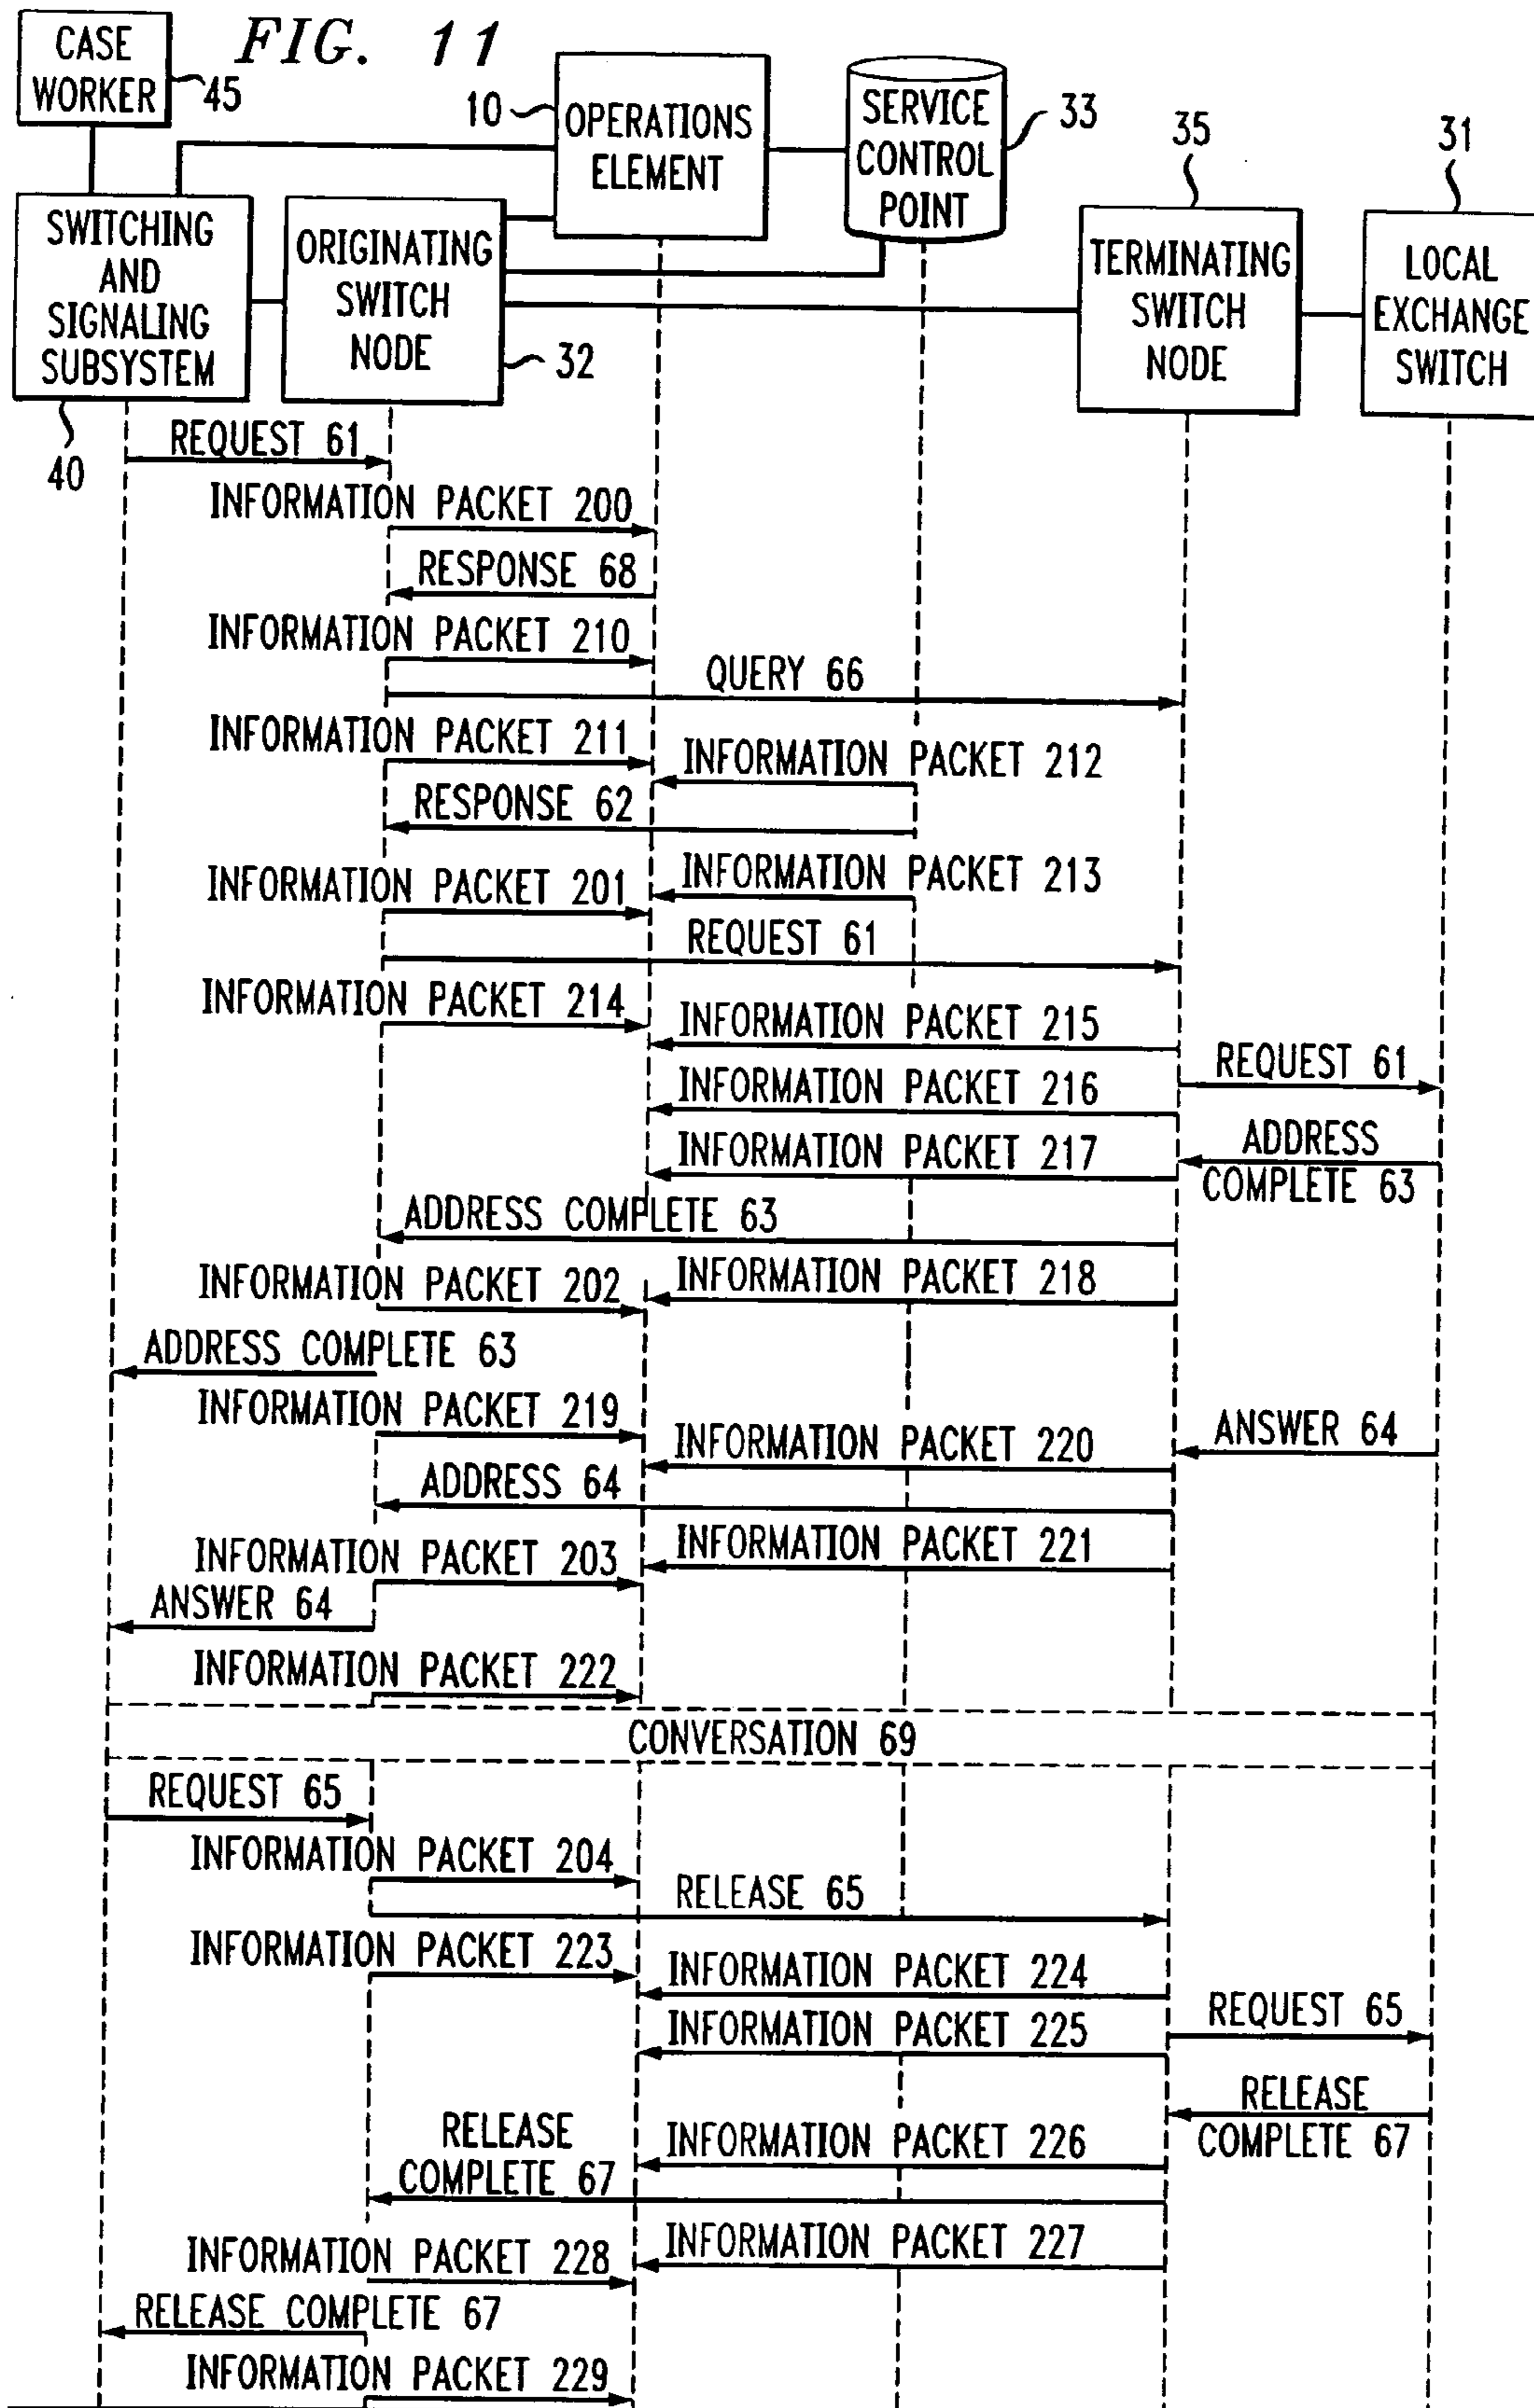 FIG. 11
CASE
WORKER
45
10
OPERATIONS
ELEMENT
SERVICE
CONTROL
POINT
33
35
31
SWITCHING
AND
SIGNALING
SUBSYSTEM
40
ORIGINATING
SWITCH
NODE
32
TERMINATING
SWITCH
NODE
LOCAL
EXCHANGE
SWITCH
REQUEST 61
INFORMATION PACKET 200
RESPONSE 68
INFORMATION PACKET 210
QUERY 66
INFORMATION PACKET 211
INFORMATION PACKET 212
RESPONSE 62
INFORMATION PACKET 213
INFORMATION PACKET 201
REQUEST 61
INFORMATION PACKET 214
INFORMATION PACKET 215
REQUEST 61
INFORMATION PACKET 216
ADDRESS
COMPLETE 63
INFORMATION PACKET 217
ADDRESS COMPLETE 63
INFORMATION PACKET 202
INFORMATION PACKET 218
ADDRESS COMPLETE 63
INFORMATION PACKET 219
ANSWER 64
INFORMATION PACKET 220
ADDRESS 64
INFORMATION PACKET 221
INFORMATION PACKET 203
ANSWER 64
INFORMATION PACKET 222
CONVERSATION 69
REQUEST 65
INFORMATION PACKET 204
RELEASE 65
INFORMATION PACKET 223
INFORMATION PACKET 224
REQUEST 65
INFORMATION PACKET 225
RELEASE
COMPLETE 67
INFORMATION PACKET 226
RELEASE
COMPLETE 67
INFORMATION PACKET 227
INFORMATION PACKET 228
RELEASE COMPLETE 67
INFORMATION PACKET 229